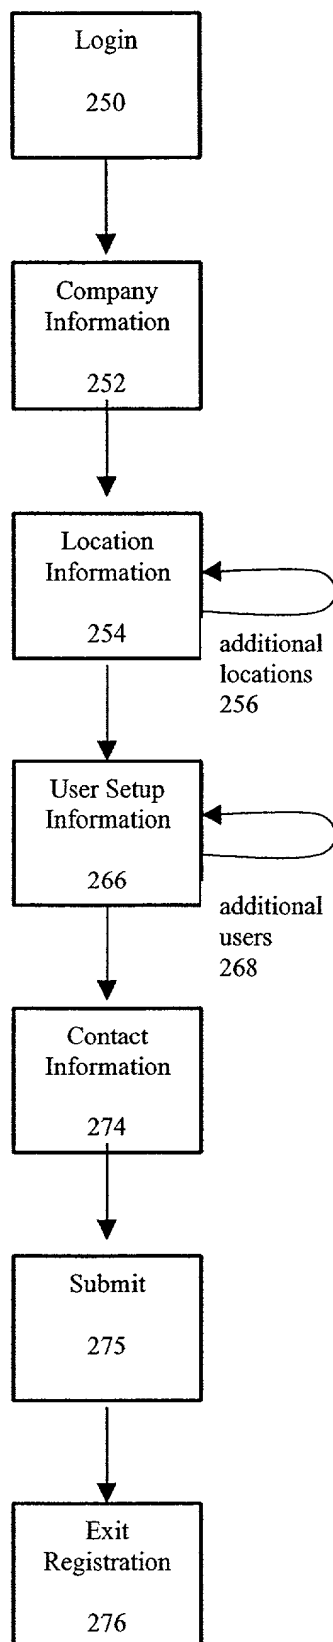 Login
250
Company
Information
252
Location
Information
254
additional
locations
256
User Setup
Information
266
additional
users
268
Contact
Information
274
Submit
275
Exit
Registration
276